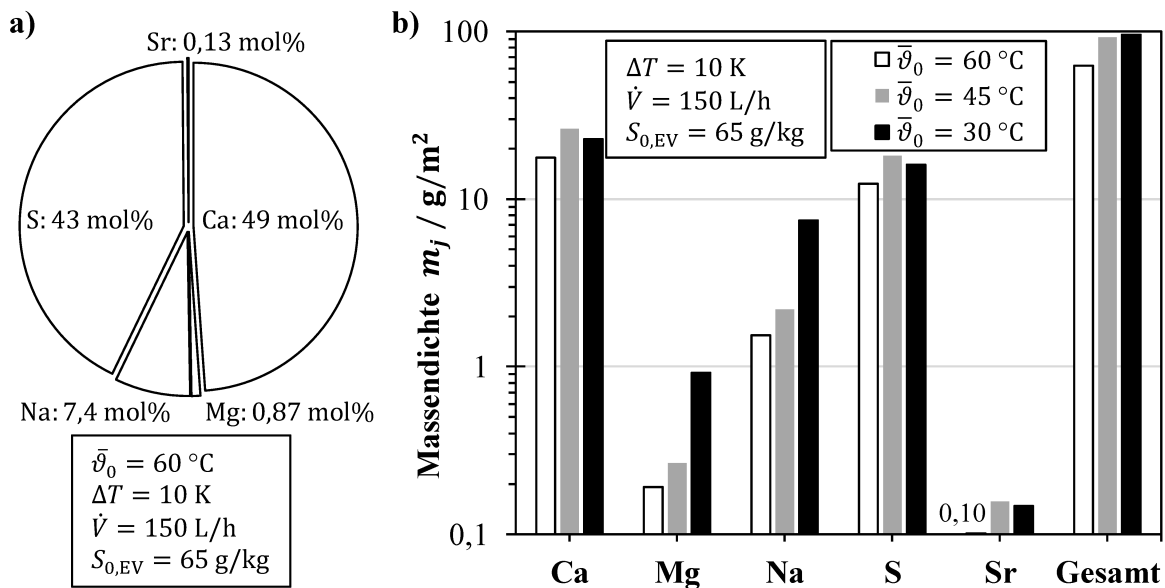 a)
Sr: 0,13 mol%
S: 43 mol%
Ca: 49 mol%
Na: 7,4 mol%
Mg: 0,87 mol%
ϑ̄₀ = 60 °C
ΔT = 10 K
V̇ = 150 L/h
S₀,EV = 65 g/kg
b)
Massendichte mⱼ / g/m²
100
10
1
0,1
ΔT = 10 K
V̇ = 150 L/h
S₀,EV = 65 g/kg
ϑ̄₀ = 60 °C
ϑ̄₀ = 45 °C
ϑ̄₀ = 30 °C
0,10
Ca Mg Na S Sr Gesamt